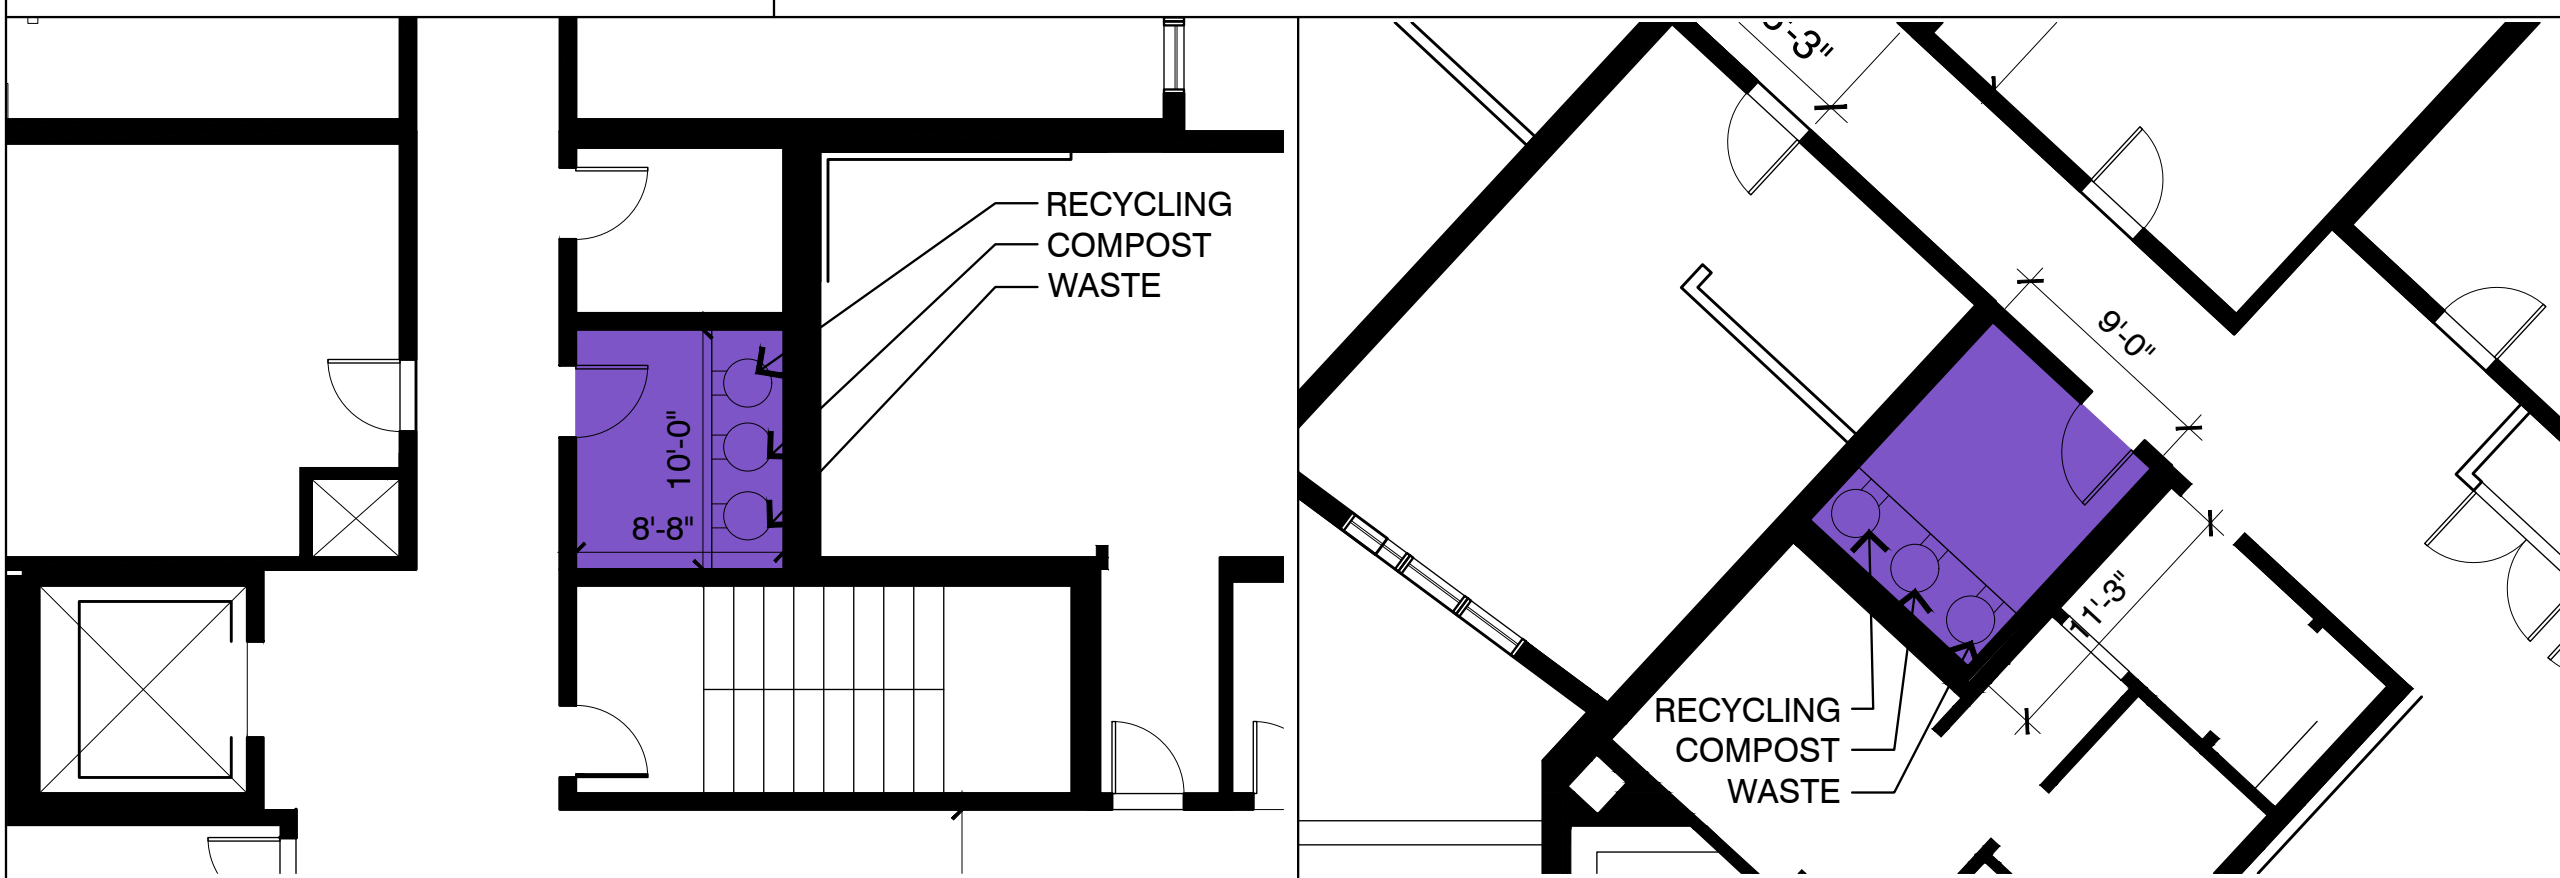 RECYCLING
COMPOST
WASTE
10'-0"
8'-8"
9'-0"
11'-3"
RECYCLING
COMPOST
WASTE